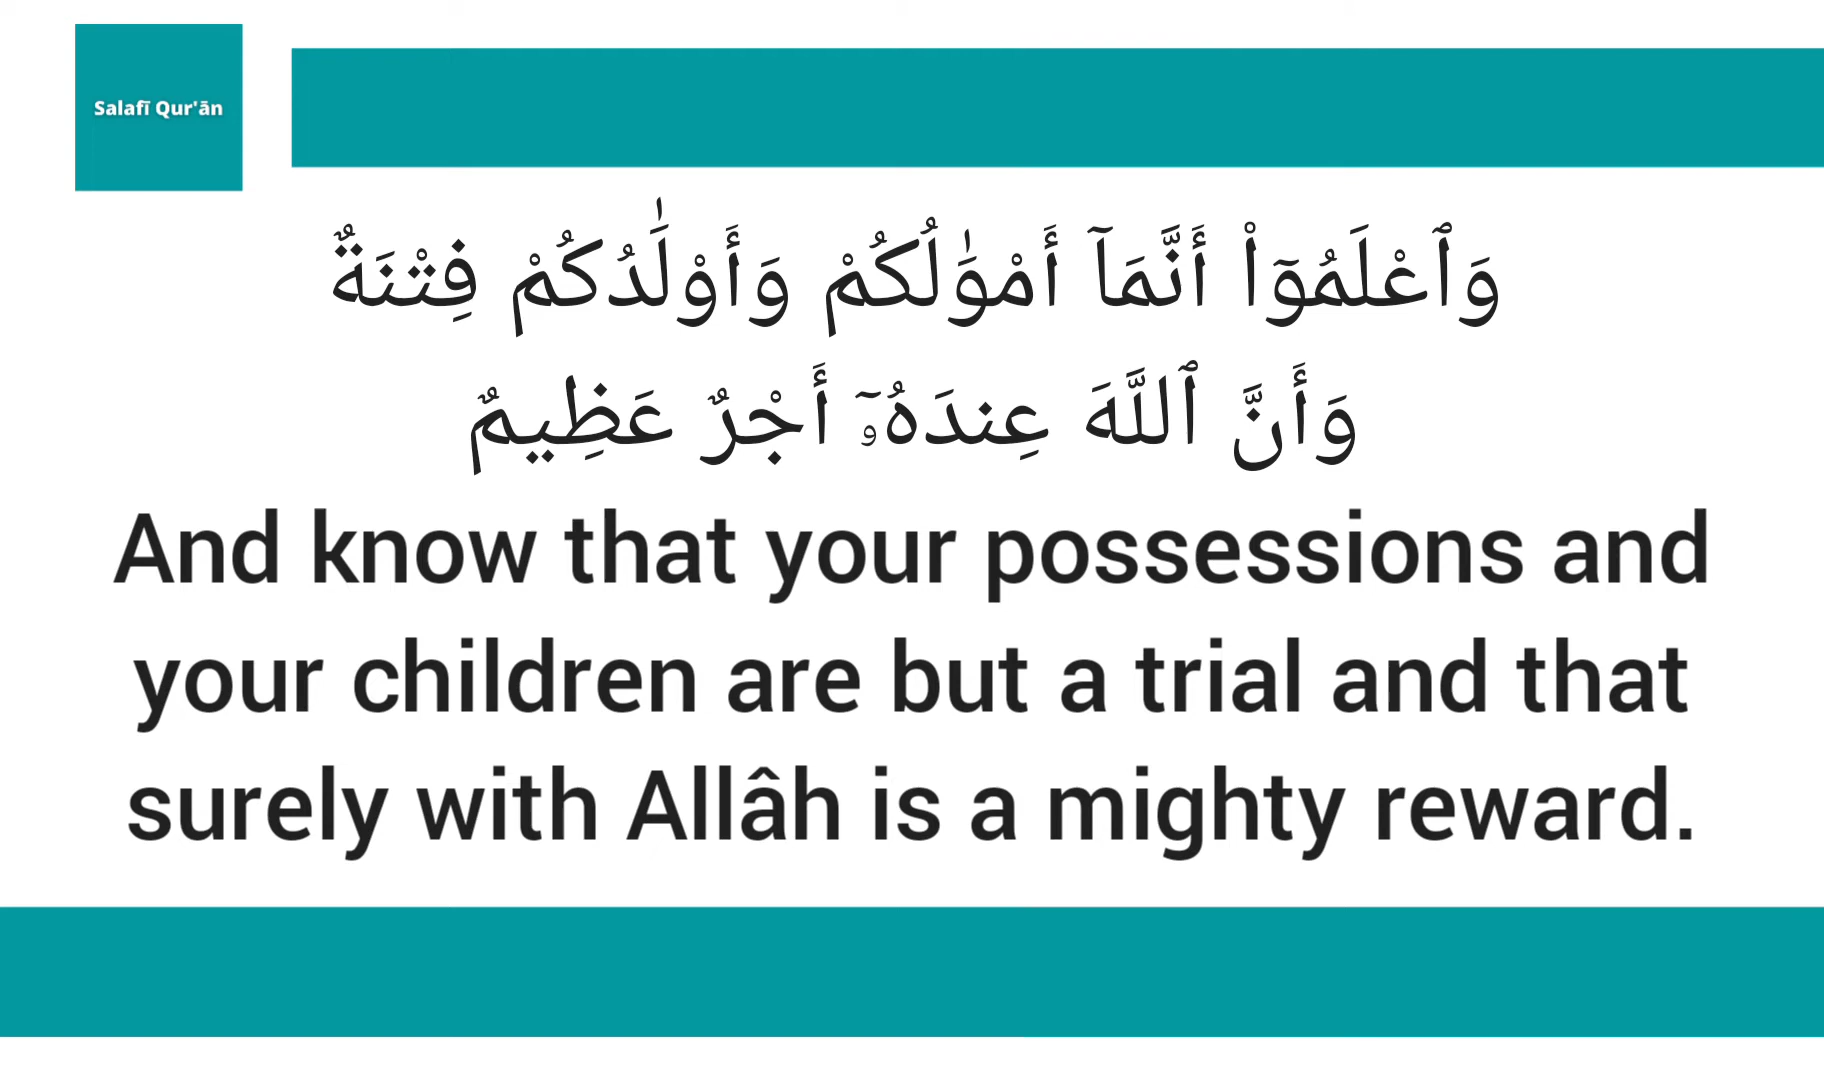 Salafī Qur'ān
وَٱعْلَمُوٓا۟ أَنَّمَآ أَمْوَٰلُكُمْ وَأَوْلَٰدُكُمْ فِتْنَةٌ
وَأَنَّ ٱللَّهَ عِندَهُۥٓ أَجْرٌ عَظِيمٌ
And know that your possessions and
your children are but a trial and that
surely with Allâh is a mighty reward.